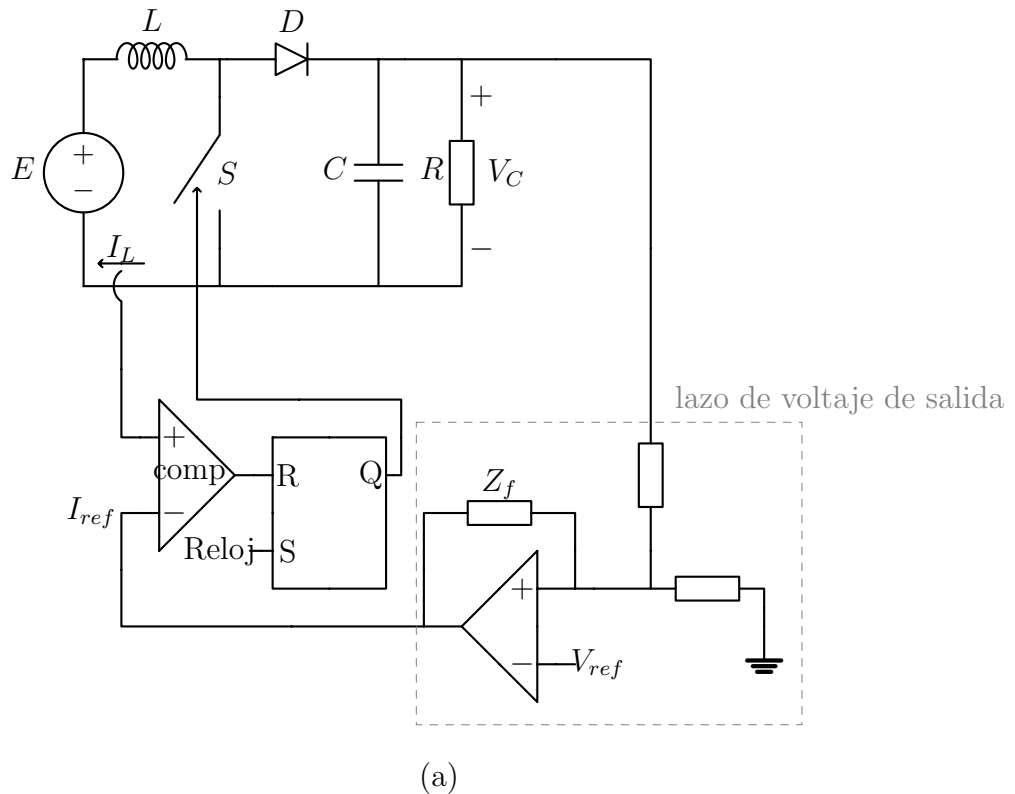 L
D
+
E
+
−
S
C
R
V_C
I_L
−
lazo de voltaje de salida
+
comp
R
Q
Z_f
I_ref
−
Reloj
S
+
−
V_ref
(a)